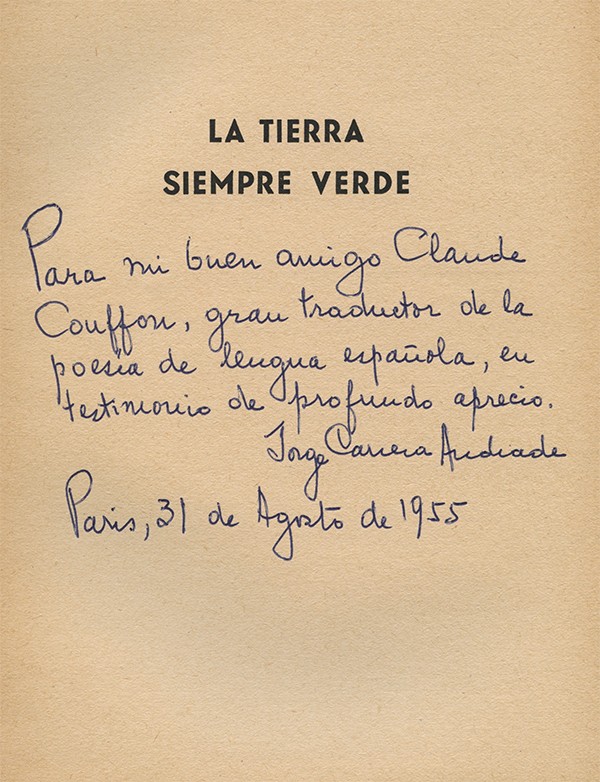 LA TIERRA
SIEMPRE VERDE
Para mi buen amigo Claude
Couffon, gran traductor de la
poesía de lengua española, en
testimonio de profundo aprecio.
Jorge Carrera Andrade
Paris, 31 de Agosto de 1955